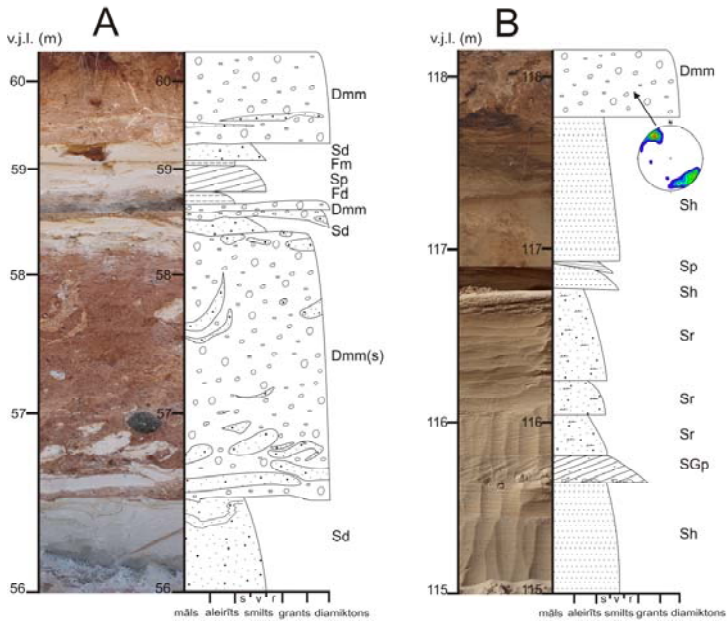 A
v.j.l. (m)
60
60
Dmm
Sd
Fm
59
59
Sp
Fd
Dmm
Sd
58
58
Dmm(s)
57
57
Sd
56
56
s v r
māls aleirīts smilts grants diamiktons
B
v.j.l. (m)
118
118
Dmm
N
Sh
117
117
Sp
Sh
Sr
Sr
116
116
Sr
SGp
Sh
115
115
s v r
māls aleirīts smilts grants diamiktons